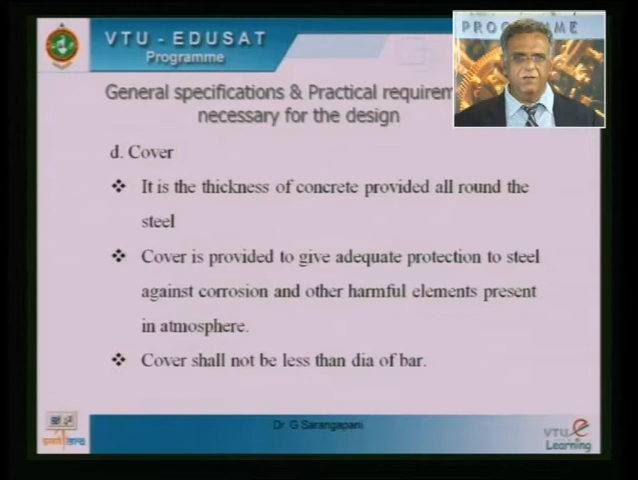 VTU - EDUSAT
Programme
PROGRAMME
General specifications & Practical requirem
necessary for the design
d. Cover
❖ It is the thickness of concrete provided all round the
steel
❖ Cover is provided to give adequate protection to steel
against corrosion and other harmful elements present
in atmosphere.
❖ Cover shall not be less than dia of bar.
Dr. G Sarangapani
VTU e
Learning